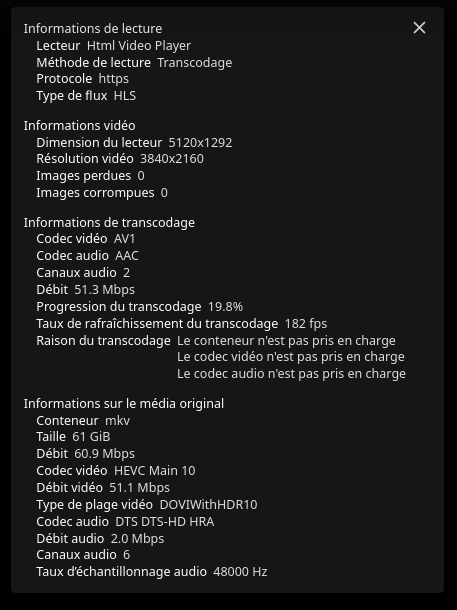 Informations de lecture
Lecteur Html Video Player
Méthode de lecture Transcodage
Protocole https
Type de flux HLS
Informations vidéo
Dimension du lecteur 5120x1292
Résolution vidéo 3840x2160
Images perdues 0
Images corrompues 0
Informations de transcodage
Codec vidéo AV1
Codec audio AAC
Canaux audio 2
Débit 51.3 Mbps
Progression du transcodage 19.8%
Taux de rafraîchissement du transcodage 182 fps
Raison du transcodage Le conteneur n'est pas pris en charge
Le codec vidéo n'est pas pris en charge
Le codec audio n'est pas pris en charge
Informations sur le média original
Conteneur mkv
Taille 61 GiB
Débit 60.9 Mbps
Codec vidéo HEVC Main 10
Débit vidéo 51.1 Mbps
Type de plage vidéo DOVIWithHDR10
Codec audio DTS DTS-HD HRA
Débit audio 2.0 Mbps
Canaux audio 6
Taux d'échantillonnage audio 48000 Hz